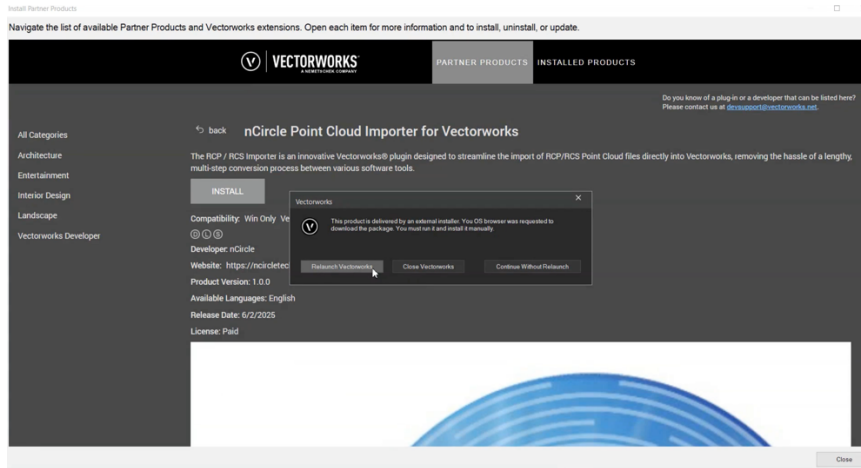 Install Partner Products
Navigate the list of available Partner Products and Vectorworks extensions. Open each item for more information and to install, uninstall, or update.
VECTORWORKS
A NEMETSCHEK COMPANY
PARTNER PRODUCTS INSTALLED PRODUCTS
Do you know of a plug-in or a developer that can be listed here?
Please contact us at devsupport@vectorworks.net.
All Categories
Architecture
Entertainment
Interior Design
Landscape
Vectorworks Developer
back nCircle Point Cloud Importer for Vectorworks
The RCP / RCS Importer is an innovative Vectorworks® plugin designed to streamline the import of RCP/RCS Point Cloud files directly into Vectorworks, removing the hassle of a lengthy,
multi-step conversion process between various software tools.
INSTALL
Compatibility: Win Only Ve
D L S
Developer: nCircle
Website: https://ncircletec
Product Version: 1.0.0
Available Languages: English
Release Date: 6/2/2025
License: Paid
Vectorworks
This product is delivered by an external installer. You OS browser was requested to
download the package. You must run it and install it manually.
Relaunch Vectorworks Close Vectorworks Continue Without Relaunch
Close